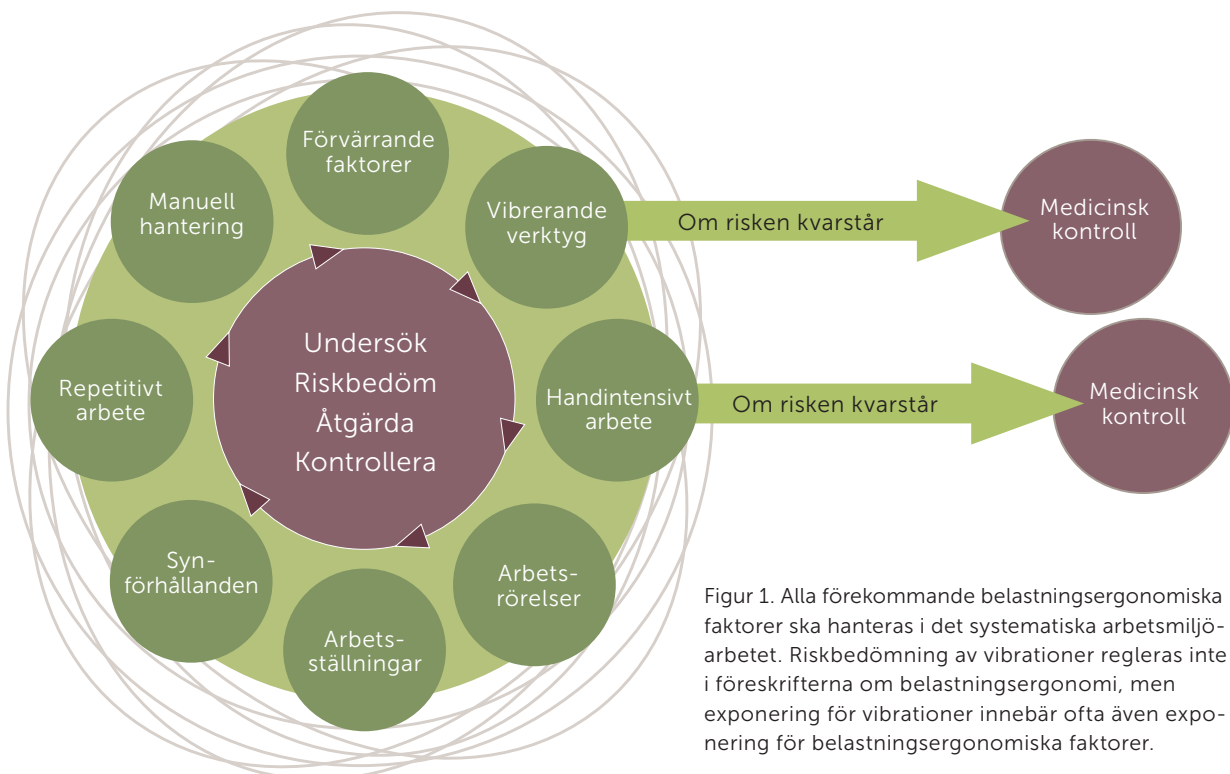 Förvärrande
faktorer
Vibrerande
verktyg
Om risken kvarstår
Medicinsk
kontroll
Handintensivt
arbete
Om risken kvarstår
Medicinsk
kontroll
Arbets-
rörelser
Arbets-
ställningar
Syn-
förhållanden
Repetitivt
arbete
Manuell
hantering
Undersök
Riskbedöm
Åtgärda
Kontrollera
Figur 1. Alla förekommande belastningsergonomiska
faktorer ska hanteras i det systematiska arbetsmiljö-
arbetet. Riskbedömning av vibrationer regleras inte
i föreskrifterna om belastningsergonomi, men
exponering för vibrationer innebär ofta även expo-
nering för belastningsergonomiska faktorer.